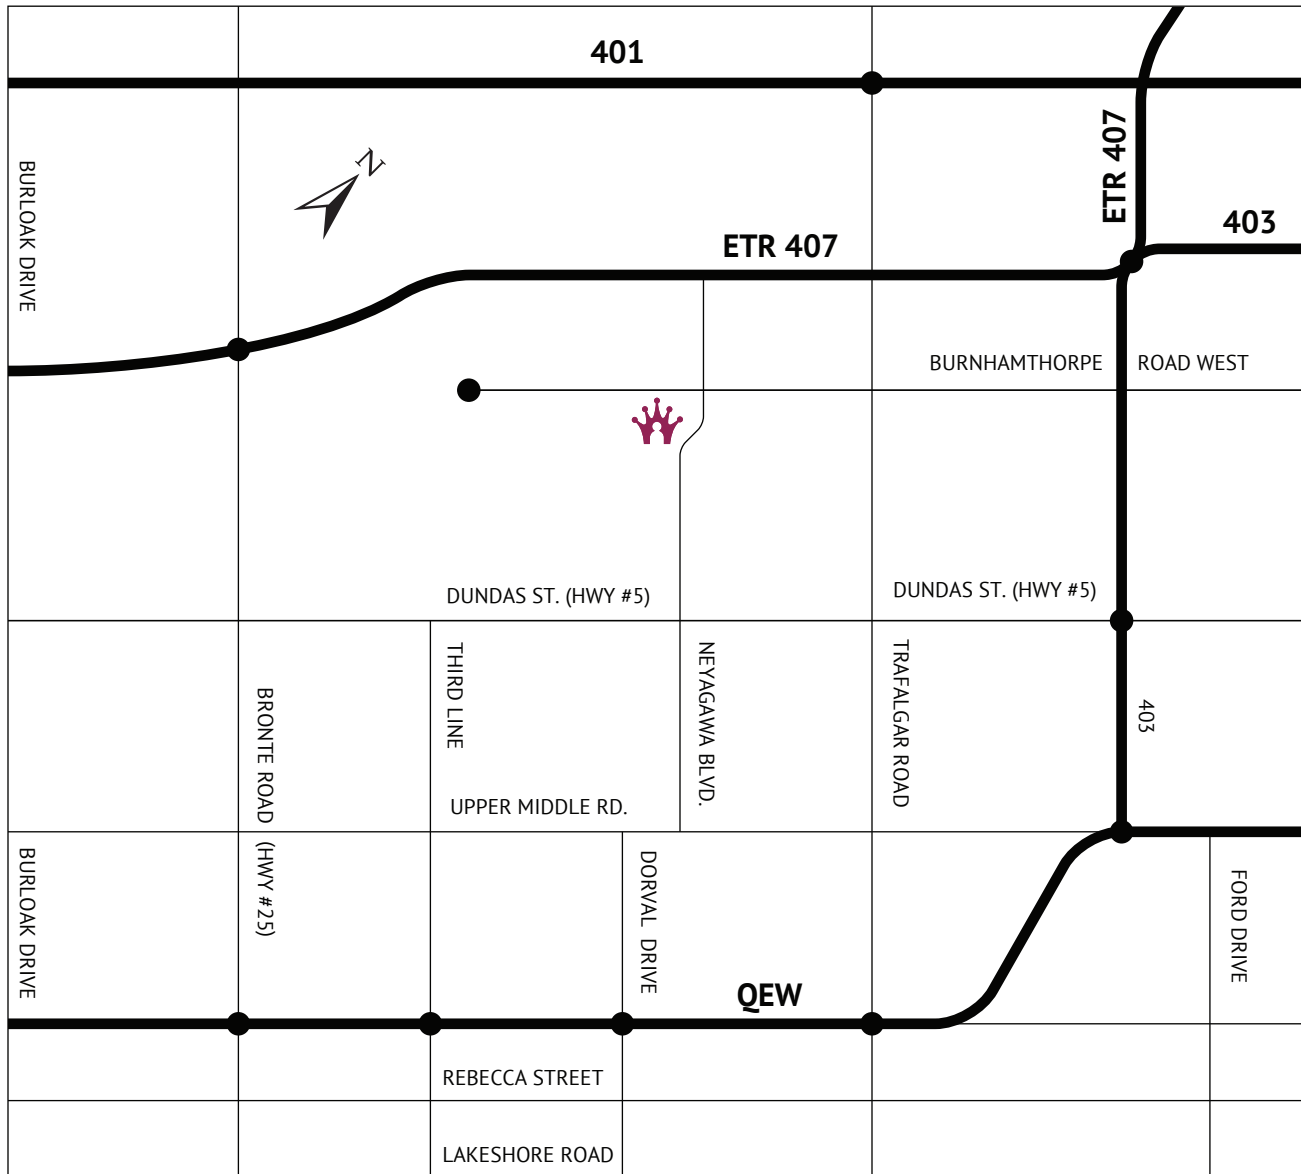 401
N
ETR 407
BURLOAK DRIVE
403
ETR 407
BURNHAMTHORPE ROAD WEST
DUNDAS ST. (HWY #5)
DUNDAS ST. (HWY #5)
THIRD LINE
NEYAGAWA BLVD.
TRAFALGAR ROAD
BRONTE ROAD (HWY #25)
403
UPPER MIDDLE RD.
BURLOAK DRIVE
DORVAL DRIVE
FORD DRIVE
QEW
REBECCA STREET
LAKESHORE ROAD